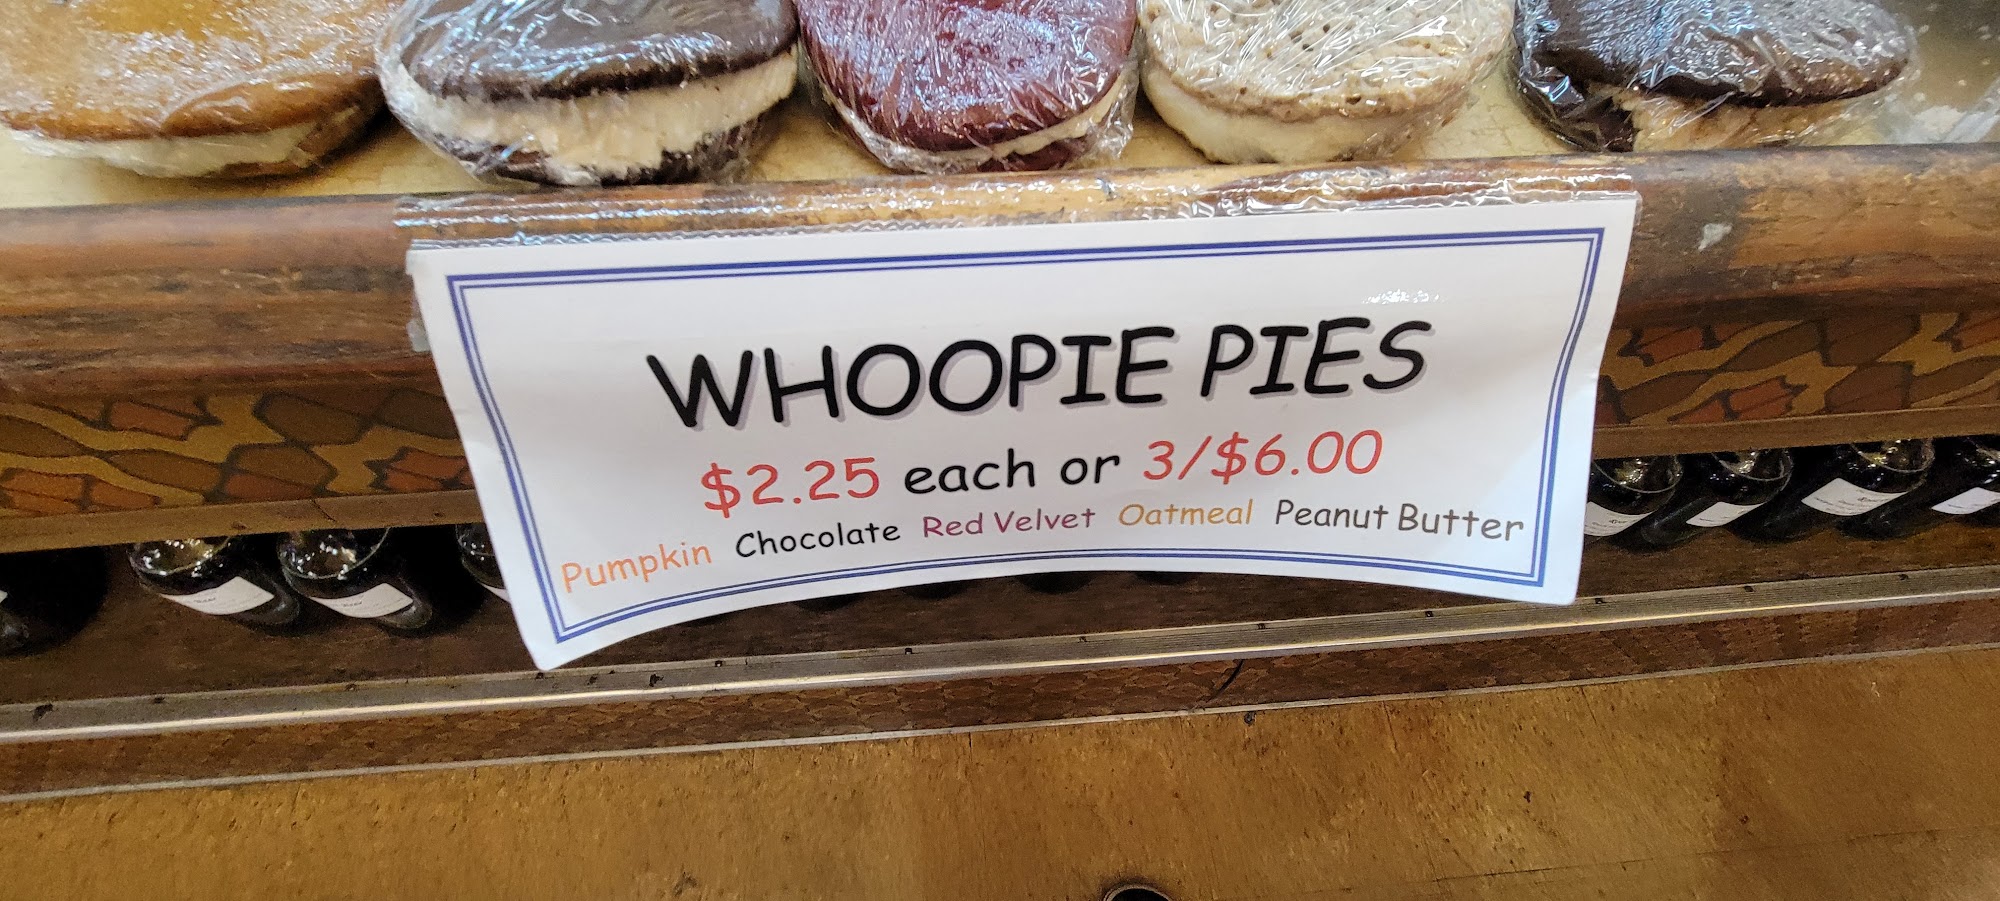 WHOOPIE PIES
$2.25 each or 3/$6.00
Pumpkin Chocolate Red Velvet Oatmeal Peanut Butter